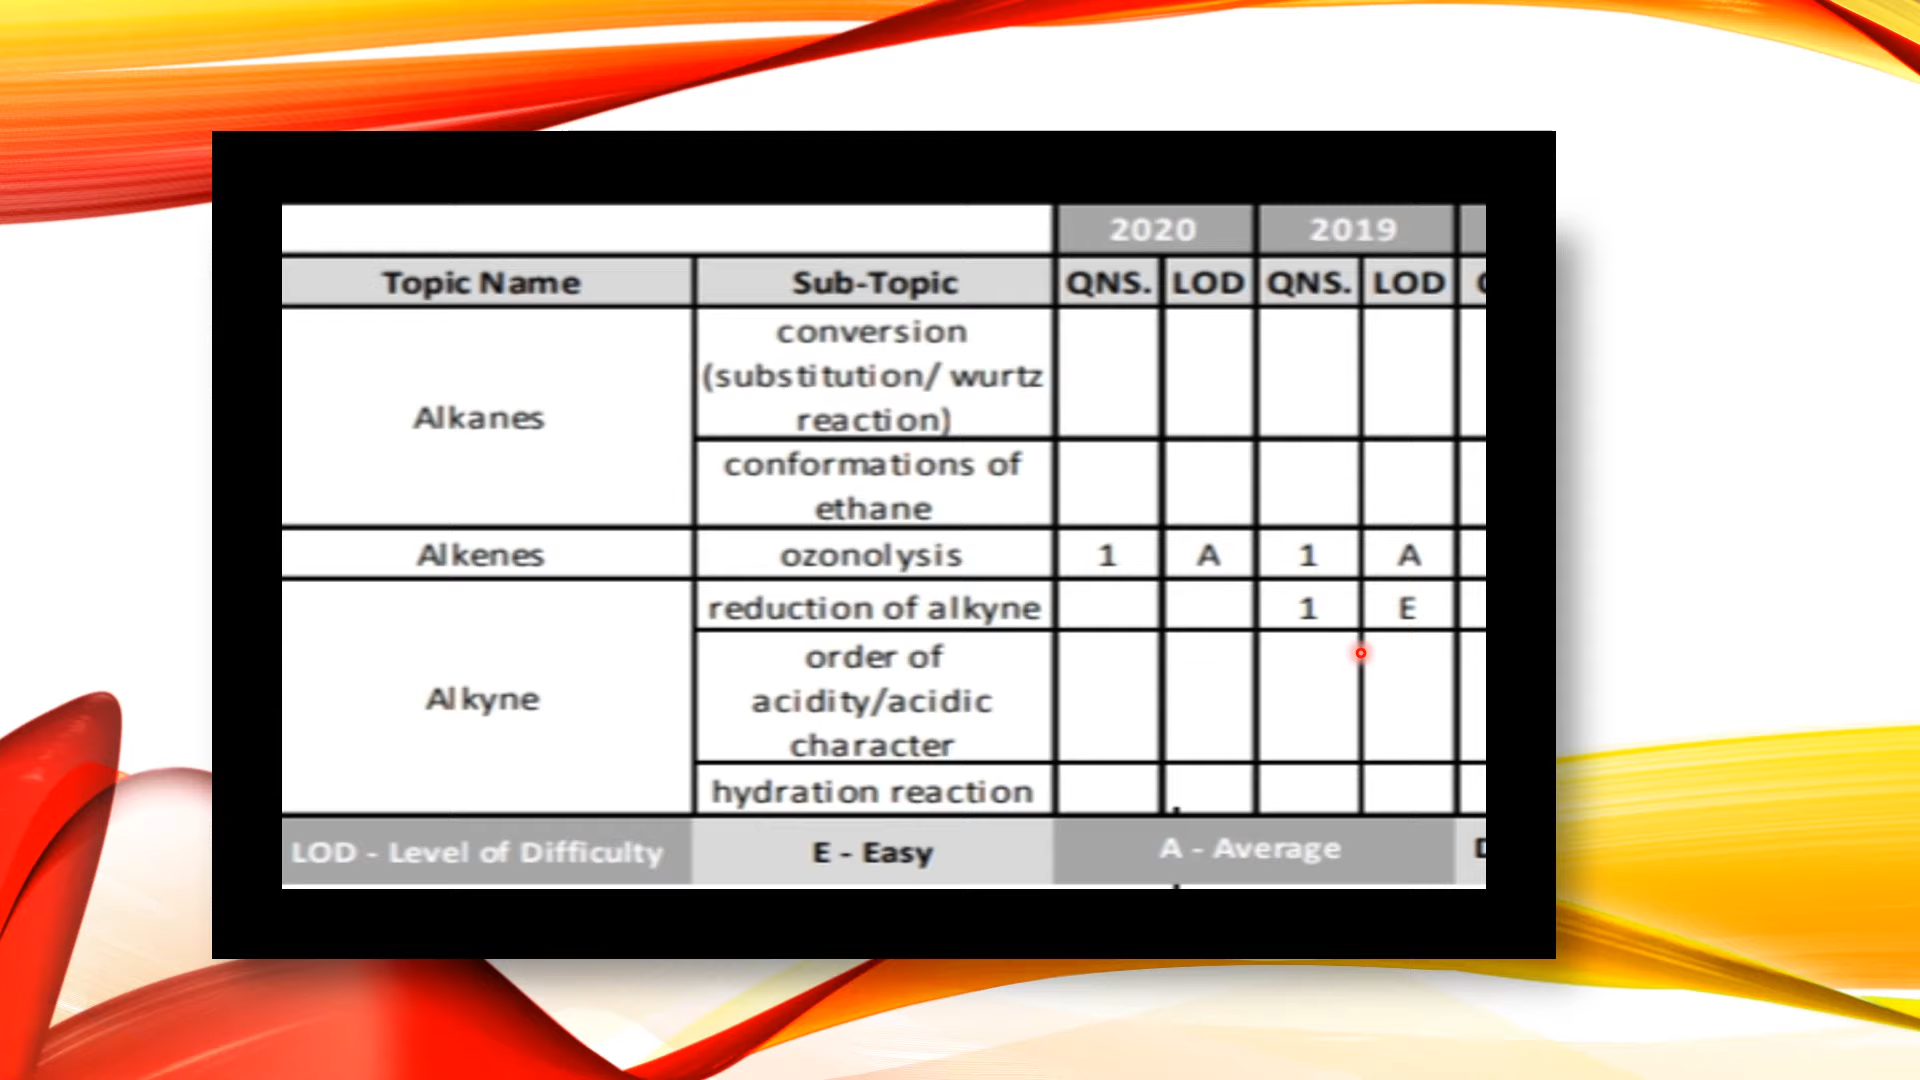 2020 2019
Topic Name Sub-Topic QNS. LOD QNS. LOD
Alkanes
conversion
(substitution/ wurtz
reaction)
conformations of
ethane
Alkenes ozonolysis 1 A 1 A
Alkyne
reduction of alkyne 1 E
order of
acidity/acidic
character
hydration reaction
LOD - Level of Difficulty E - Easy A - Average